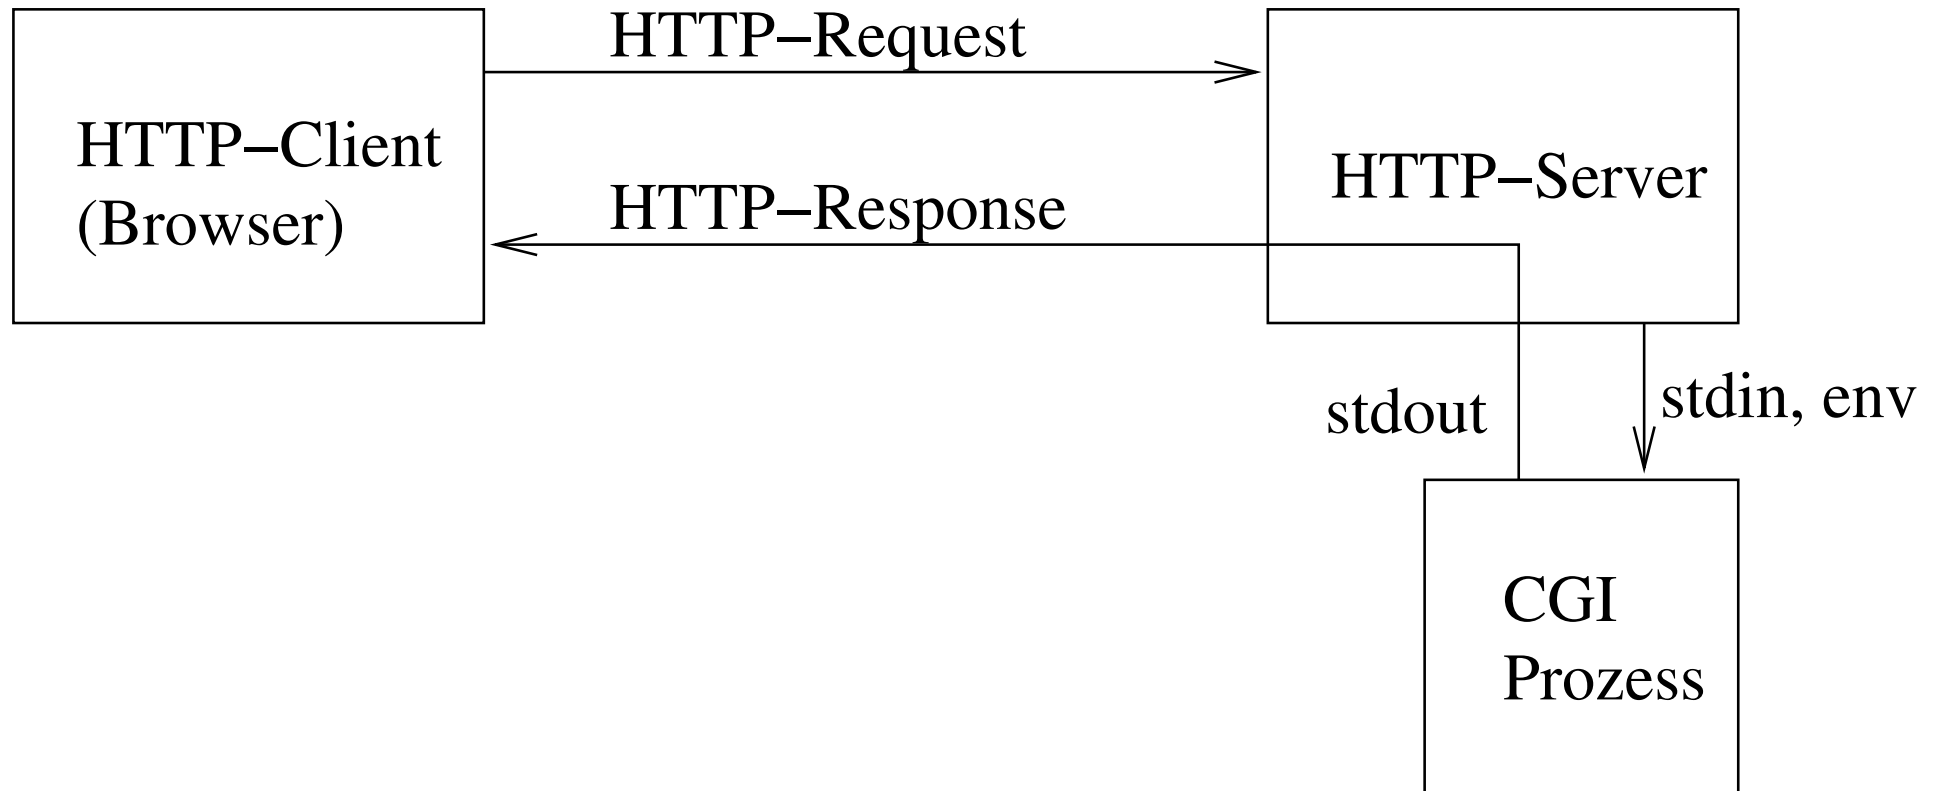 HTTP–Request
HTTP–Client
(Browser)
HTTP–Response
HTTP–Server
stdout
stdin, env
CGI
Prozess